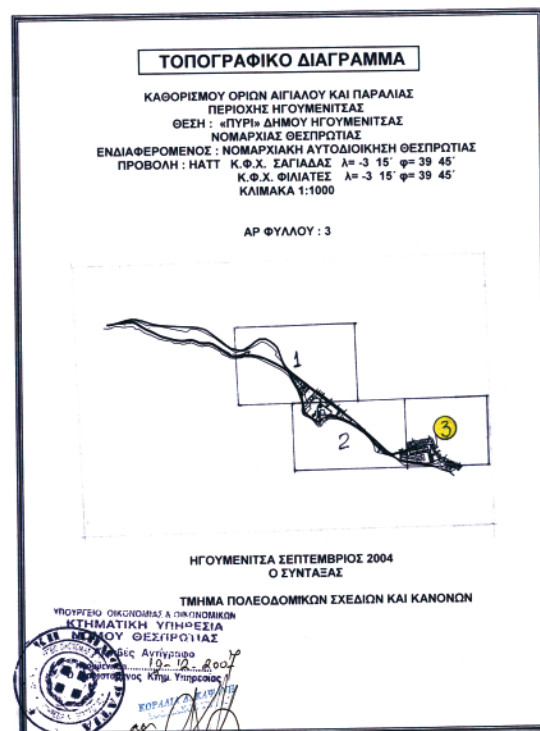 ΤΟΠΟΓΡΑΦΙΚΟ ΔΙΑΓΡΑΜΜΑ
ΚΑΘΟΡΙΣΜΟΥ ΟΡΙΩΝ ΑΙΓΙΑΛΟΥ ΚΑΙ ΠΑΡΑΛΙΑΣ
ΠΕΡΙΟΧΗΣ ΗΓΟΥΜΕΝΙΤΣΑΣ
ΘΕΣΗ : «ΠΥΡΙ» ΔΗΜΟΥ ΗΓΟΥΜΕΝΙΤΣΑΣ
ΝΟΜΑΡΧΙΑΣ ΘΕΣΠΡΩΤΙΑΣ
ΕΝΔΙΑΦΕΡΟΜΕΝΟΣ : ΝΟΜΑΡΧΙΑΚΗ ΑΥΤΟΔΙΟΙΚΗΣΗ ΘΕΣΠΡΩΤΙΑΣ
ΠΡΟΒΟΛΗ : HATT Κ.Φ.Χ. ΣΑΓΙΑΔΑΣ λ= -3 15΄ φ= 39 45΄
Κ.Φ.Χ. ΦΙΛΙΑΤΕΣ λ= -3 15΄ φ= 39 45΄
ΚΛΙΜΑΚΑ 1:1000
ΑΡ ΦΥΛΛΟΥ : 3
1
2
3
ΗΓΟΥΜΕΝΙΤΣΑ ΣΕΠΤΕΜΒΡΙΟΣ 2004
Ο ΣΥΝΤΑΞΑΣ
ΤΜΗΜΑ ΠΟΛΕΟΔΟΜΙΚΩΝ ΣΧΕΔΙΩΝ ΚΑΙ ΚΑΝΟΝΩΝ
ΥΠΟΥΡΓΕΙΟ ΟΙΚΟΝΟΜΙΑΣ & ΟΙΚΟΝΟΜΙΚΩΝ
ΚΤΗΜΑΤΙΚΗ ΥΠΗΡΕΣΙΑ
ΝΟΜΟΥ ΘΕΣΠΡΩΤΙΑΣ
Ακριβές Αντίγραφο
19-12-2007
Προϊστάμενος Κτημ. Υπηρεσίας